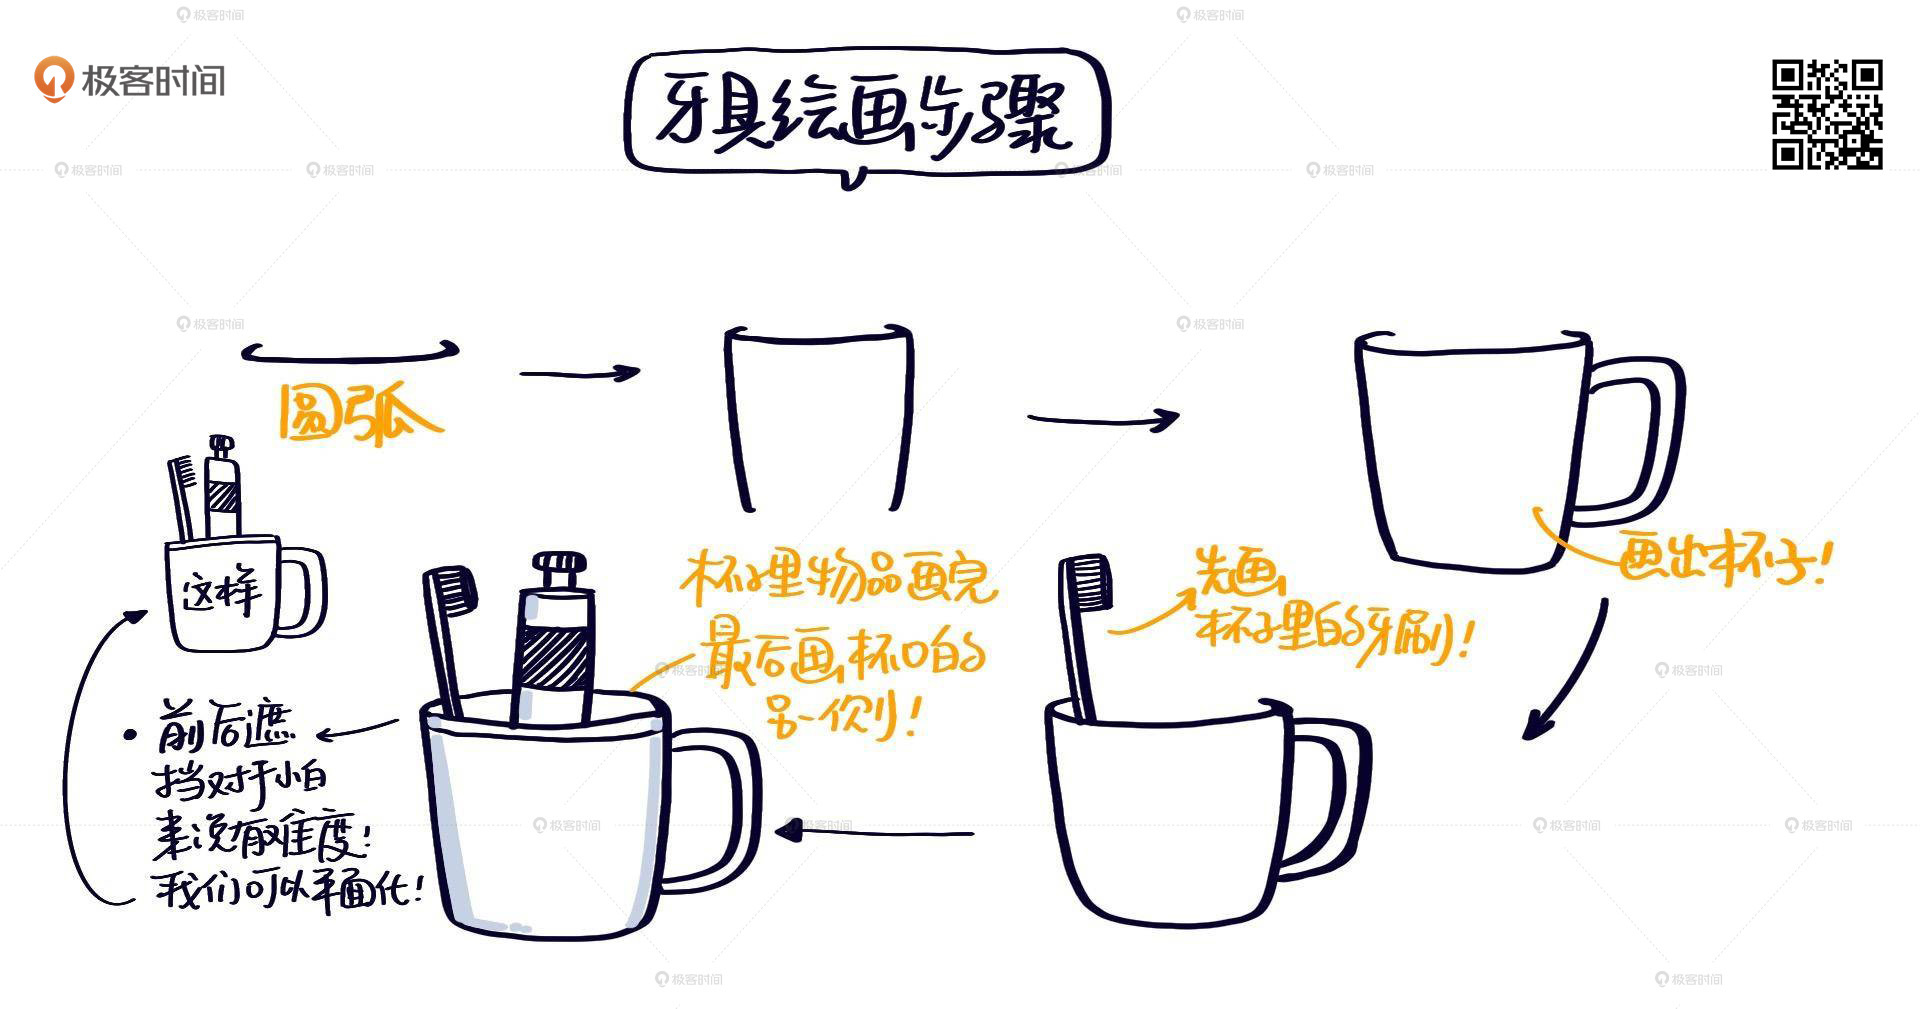 极客时间
牙具绘画步骤
圆弧
画出杯子!
先画
杯子里的牙刷!
杯子里物品画完
最后画杯口的
另一侧!
这样
• 前后遮
挡对于小白
来说有难度!
我们可以平面化!